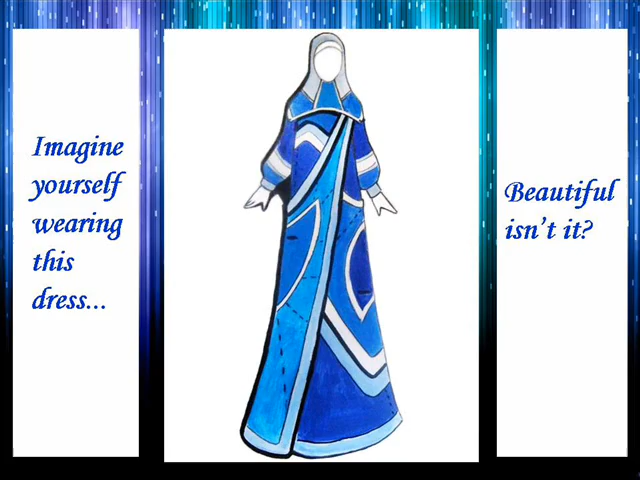 Imagine
yourself
wearing
this
dress...
Beautiful
isn't it?